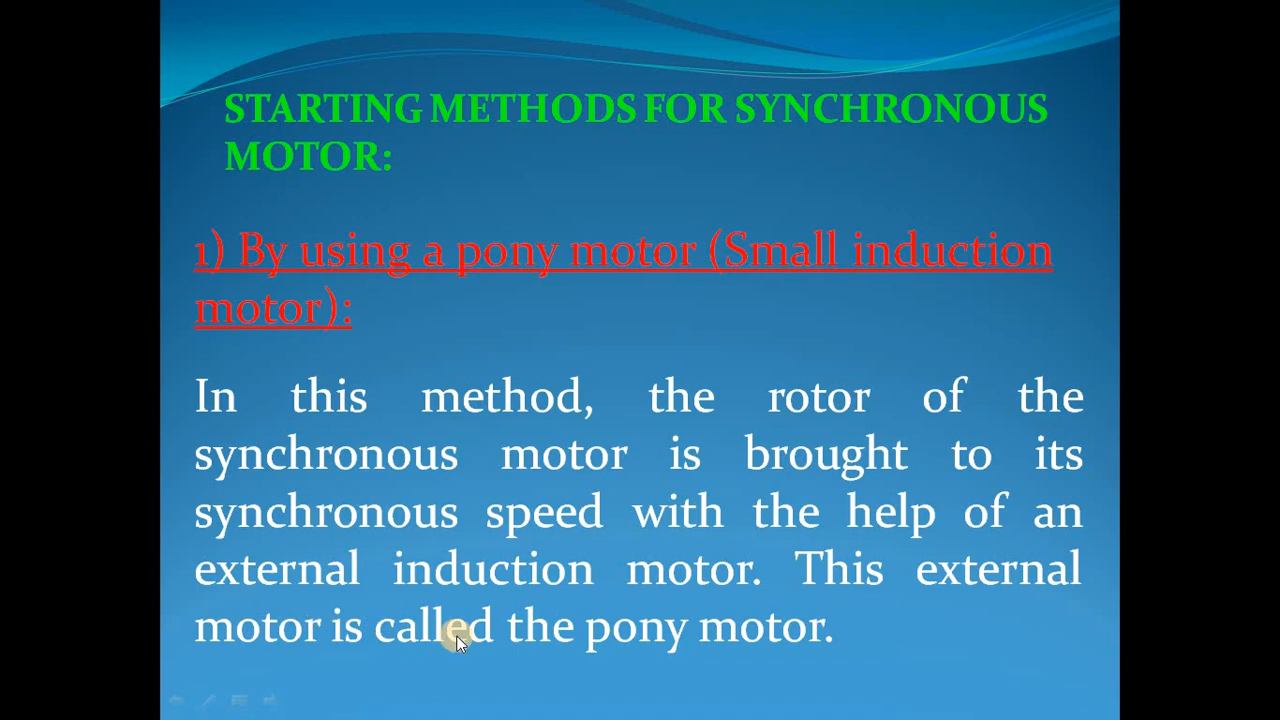 STARTING METHODS FOR SYNCHRONOUS
MOTOR:
1) By using a pony motor (Small induction
motor):
In this method, the rotor of the
synchronous motor is brought to its
synchronous speed with the help of an
external induction motor. This external
motor is called the pony motor.